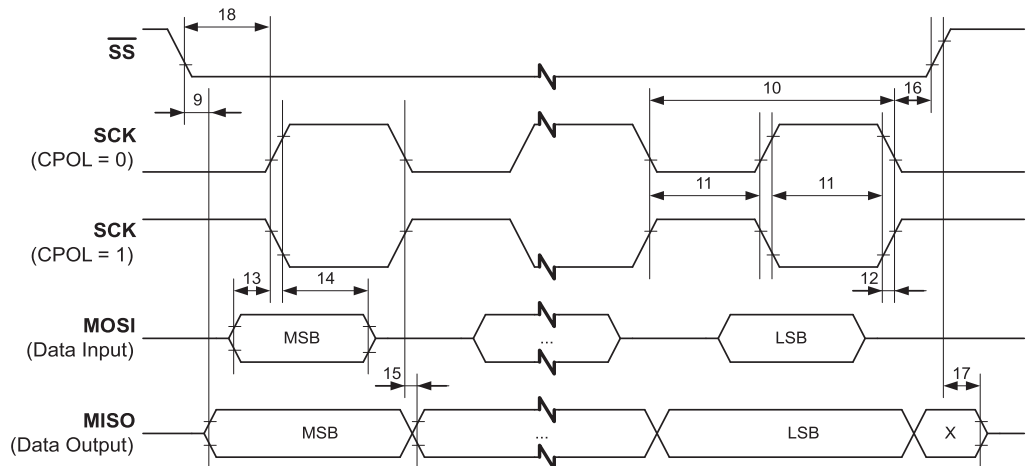 18
SS
9
10
16
SCK
(CPOL = 0)
11
11
SCK
(CPOL = 1)
13
14
12
MOSI
(Data Input)
MSB
...
LSB
15
17
MISO
(Data Output)
MSB
...
LSB
X